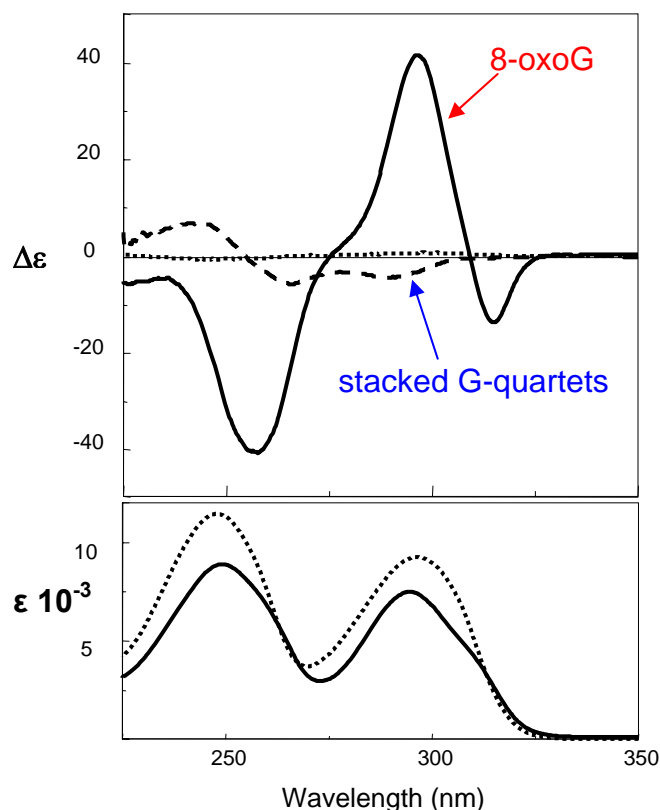 40
8-oxoG
20
Δε
0
stacked G-quartets
-20
-40
10
ε 10⁻³
5
250
300
350
Wavelength (nm)